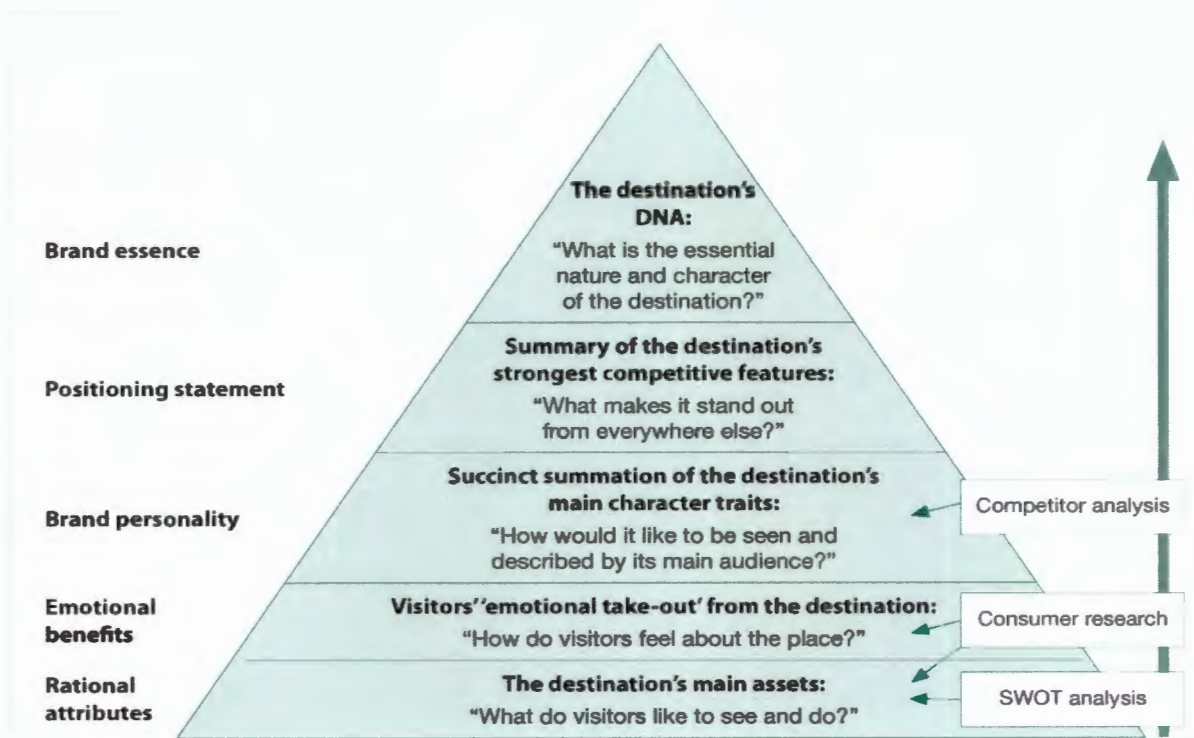 The destination's
DNA:
Brand essence
"What is the essential
nature and character
of the destination?"
Summary of the destination's
strongest competitive features:
Positioning statement
"What makes it stand out
from everywhere else?"
Succinct summation of the destination's
main character traits:
Competitor analysis
Brand personality
"How would it like to be seen and
described by its main audience?"
Emotional
benefits
Visitors' 'emotional take-out' from the destination:
"How do visitors feel about the place?"
Consumer research
Rational
attributes
The destination's main assets:
"What do visitors like to see and do?"
SWOT analysis